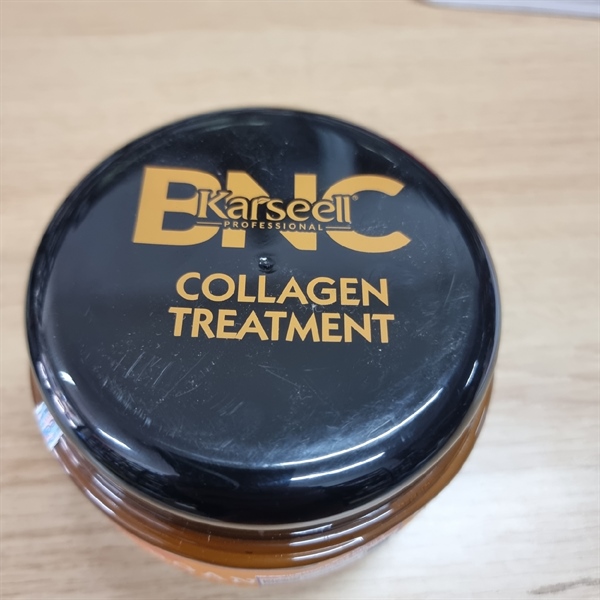 BNC
Karseell®
PROFESSIONAL
COLLAGEN
TREATMENT